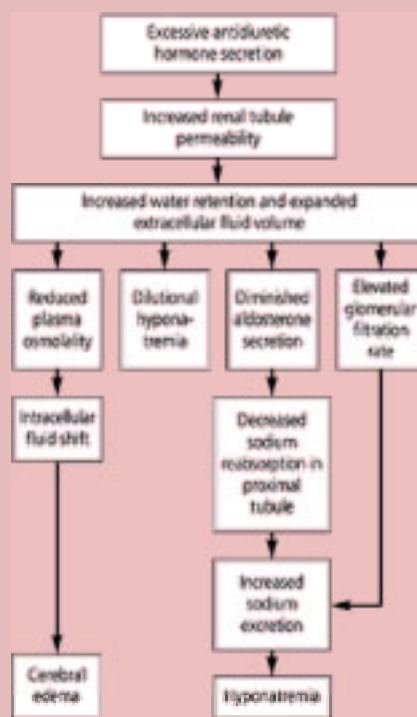 Excessive antidiuretic
hormone secretion
Increased renal tubule
permeability
Increased water retention and expanded
extracellular fluid volume
Reduced
plasma
osmolality
Dilutional
hypona-
tremia
Diminished
aldosterone
secretion
Elevated
glomerular
filtration
rate
Intracellular
fluid shift
Decreased
sodium
reabsorption in
proximal
tubule
Increased
sodium
excretion
Cerebral
edema
Hyponatremia